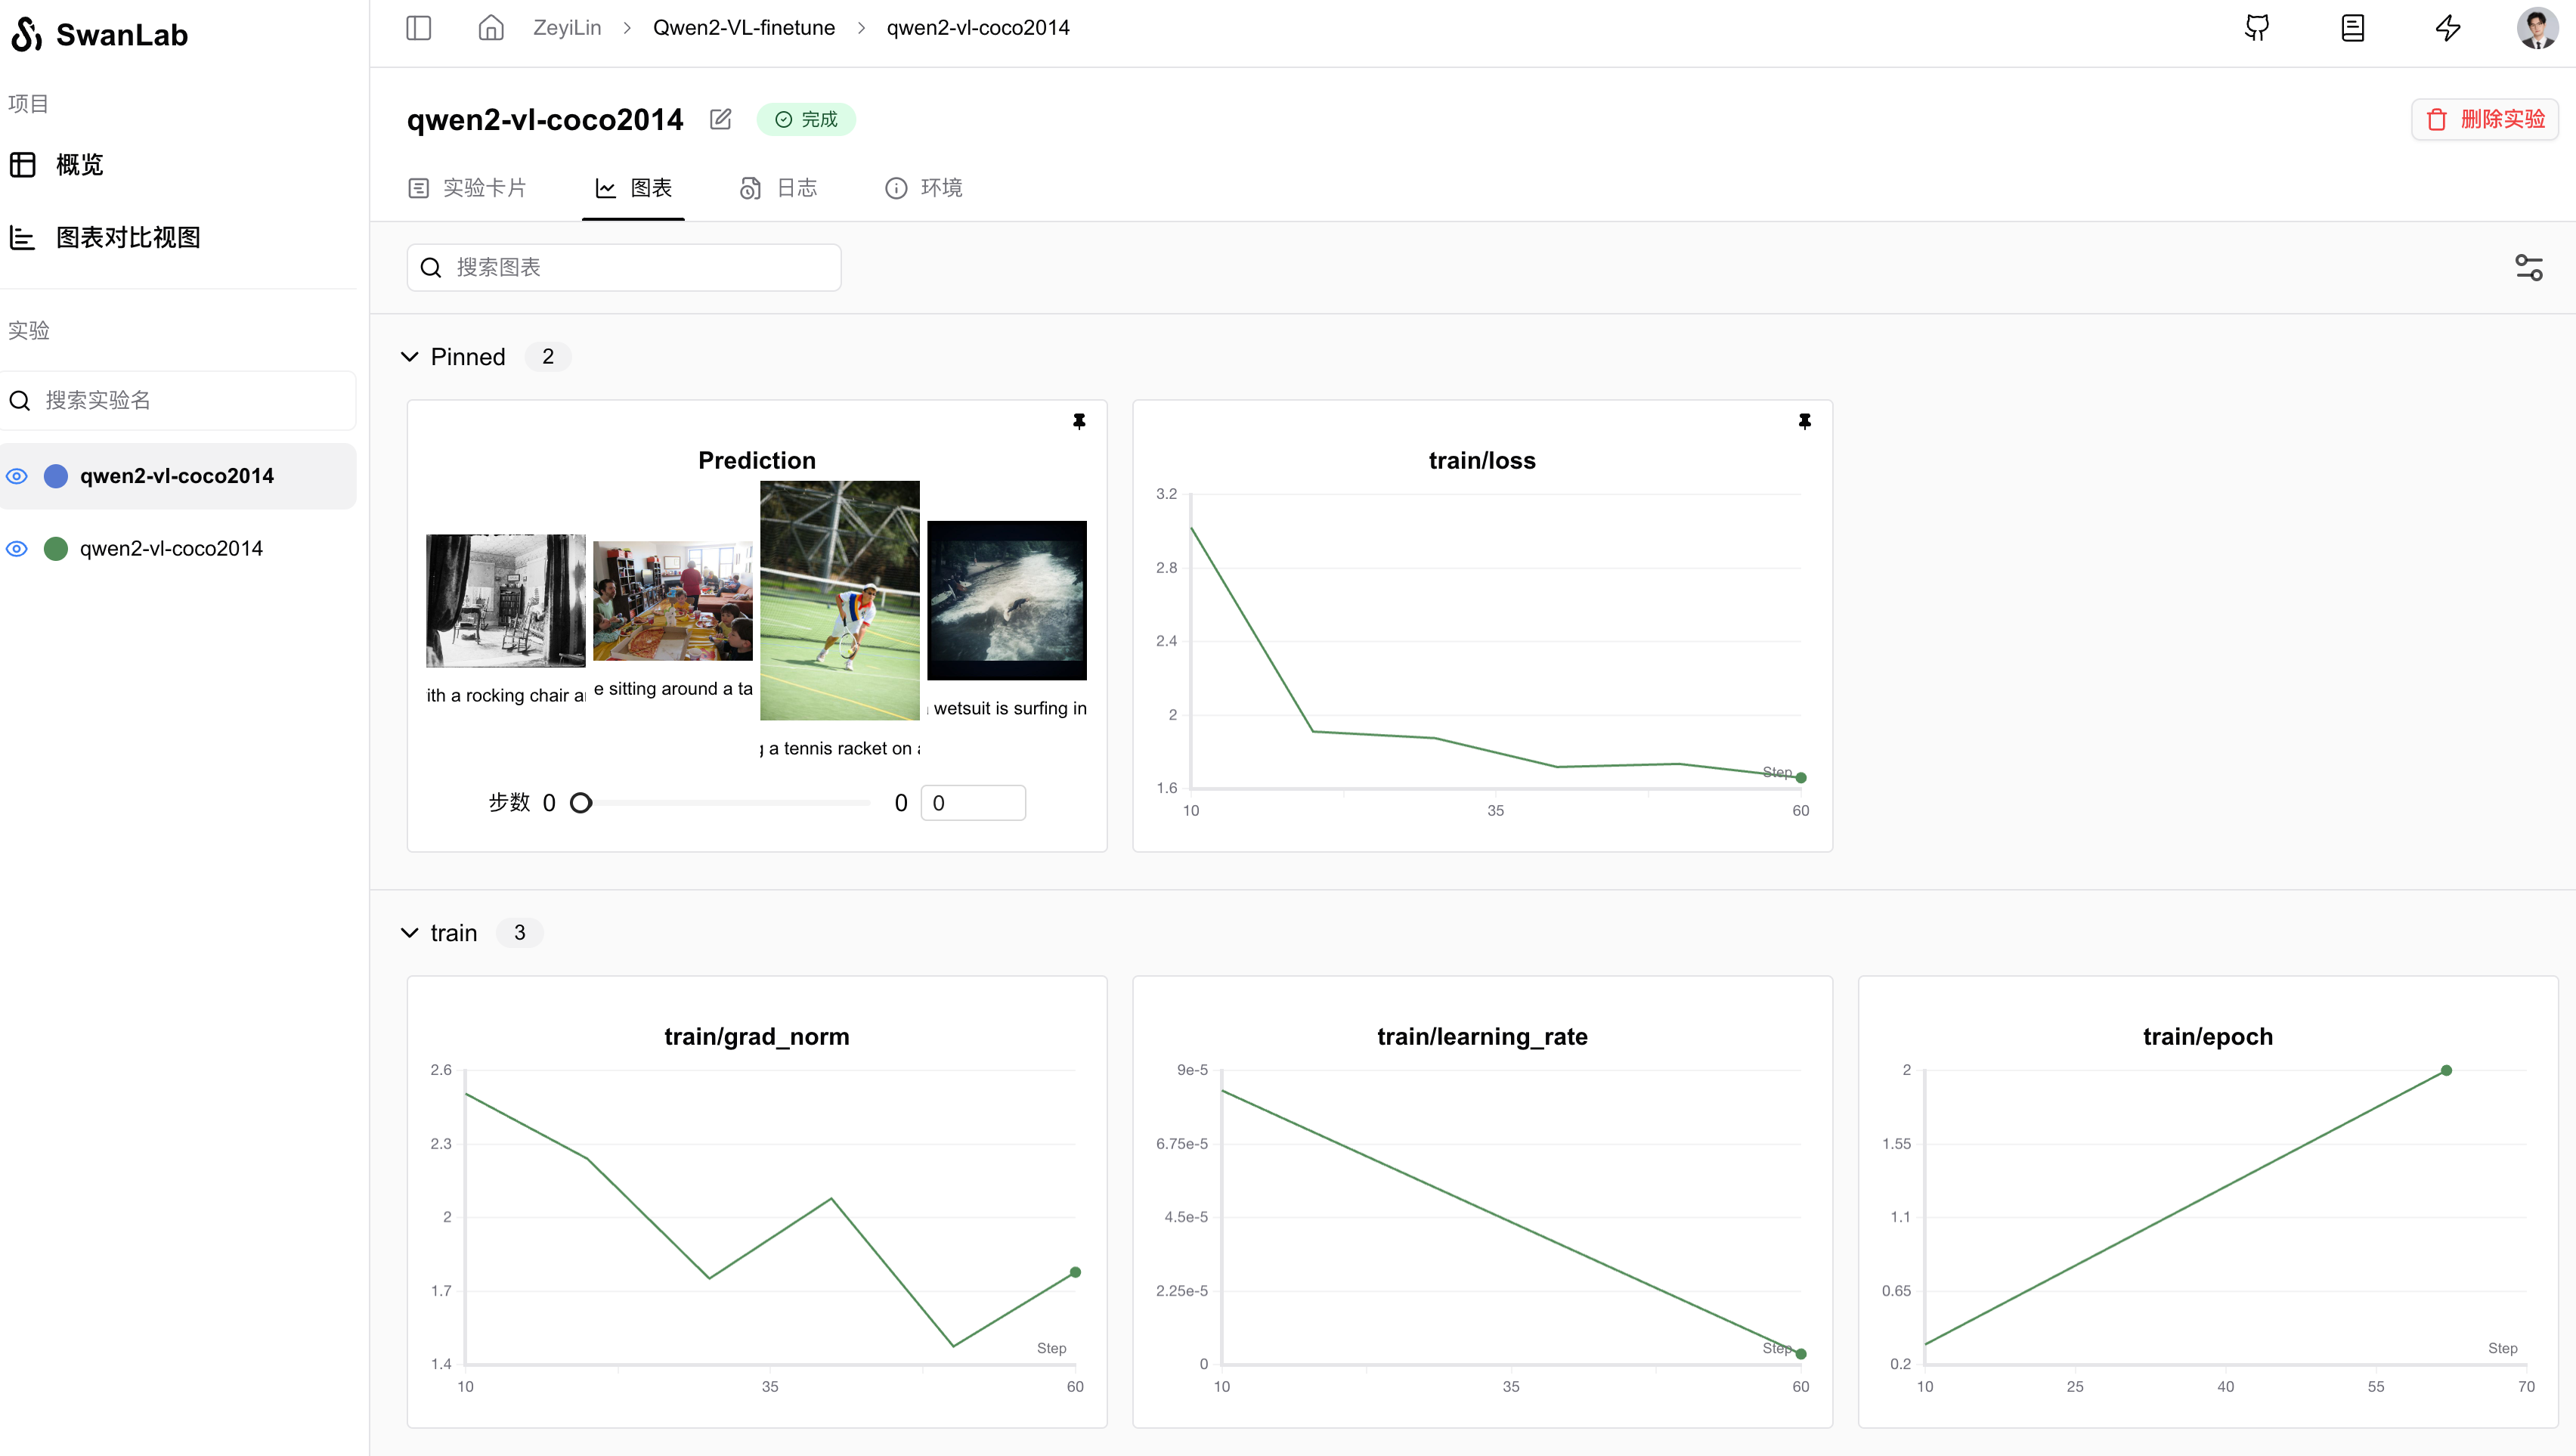 SwanLab
项目
概览
图表对比视图
实验
搜索实验名
qwen2-vl-coco2014
qwen2-vl-coco2014
ZeyiLin > Qwen2-VL-finetune > qwen2-vl-coco2014
qwen2-vl-coco2014 完成
删除实验
实验卡片 图表 日志 环境
搜索图表
Pinned 2
Prediction
ith a rocking chair
e sitting around a ta
a tennis racket on
wetsuit is surfing in
步数 0 0 0
train/loss
3.2
2.8
2.4
2
1.6
Step
10 35 60
train 3
train/grad_norm
2.6
2.3
2
1.7
1.4
Step
10 35 60
train/learning_rate
9e-5
6.75e-5
4.5e-5
2.25e-5
0
Step
10 35 60
train/epoch
2
1.55
1.1
0.65
0.2
Step
10 25 40 55 70